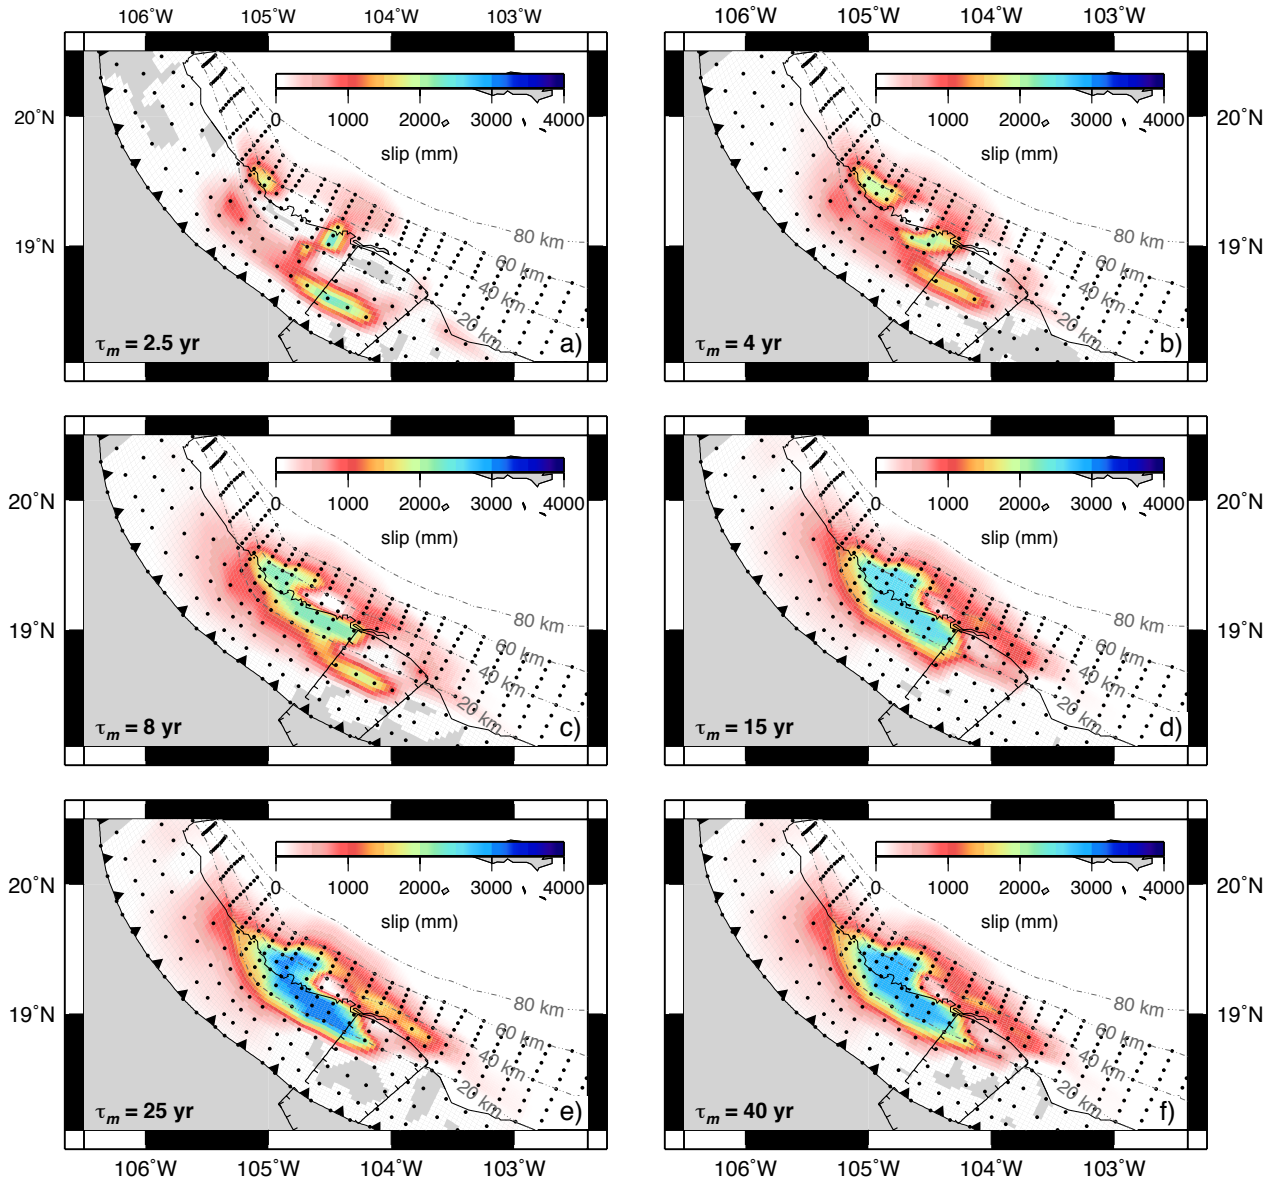 106˚W 105˚W 104˚W 103˚W 106˚W 105˚W 104˚W 103˚W
0 1000 2000 3000 4000
slip (mm)
80 km
60 km
40 km
20 km
τm = 2.5 yr
a)
20˚N
19˚N
0 1000 2000 3000 4000
slip (mm)
80 km
60 km
40 km
20 km
τm = 4 yr
b)
20˚N
19˚N
0 1000 2000 3000 4000
slip (mm)
80 km
60 km
40 km
20 km
τm = 8 yr
c)
20˚N
19˚N
0 1000 2000 3000 4000
slip (mm)
80 km
60 km
40 km
20 km
τm = 15 yr
d)
20˚N
19˚N
0 1000 2000 3000 4000
slip (mm)
80 km
60 km
40 km
20 km
τm = 25 yr
e)
20˚N
19˚N
0 1000 2000 3000 4000
slip (mm)
80 km
60 km
40 km
20 km
τm = 40 yr
f)
20˚N
19˚N
106˚W 105˚W 104˚W 103˚W 106˚W 105˚W 104˚W 103˚W